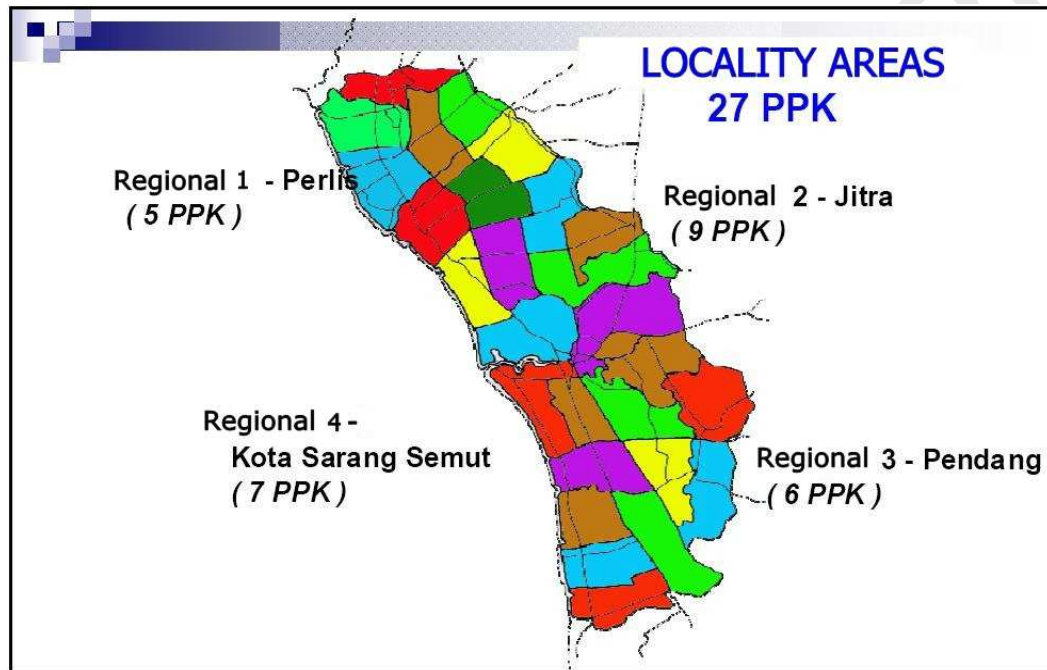 LOCALITY AREAS
27 PPK
Regional 1 - Perlis
( 5 PPK )
Regional 2 - Jitra
( 9 PPK )
Regional 4 -
Kota Sarang Semut
( 7 PPK )
Regional 3 - Pendang
( 6 PPK )